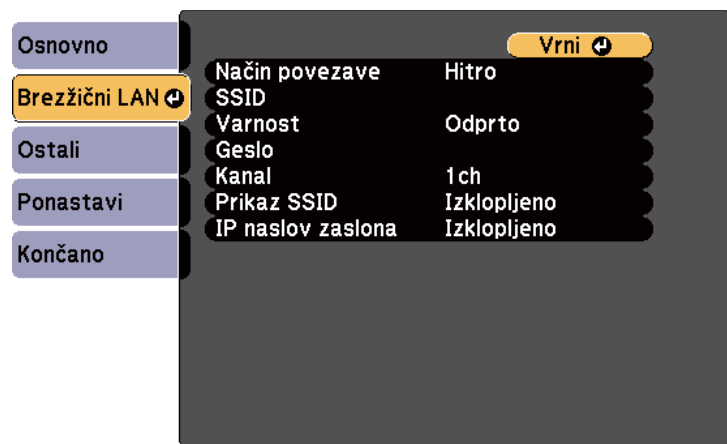 Osnovno
Brezžični LAN
Ostali
Ponastavi
Končano
Vrni
Način povezave Hitro
SSID
Varnost Odprto
Geslo
Kanal 1ch
Prikaz SSID Izklopljeno
IP naslov zaslona Izklopljeno